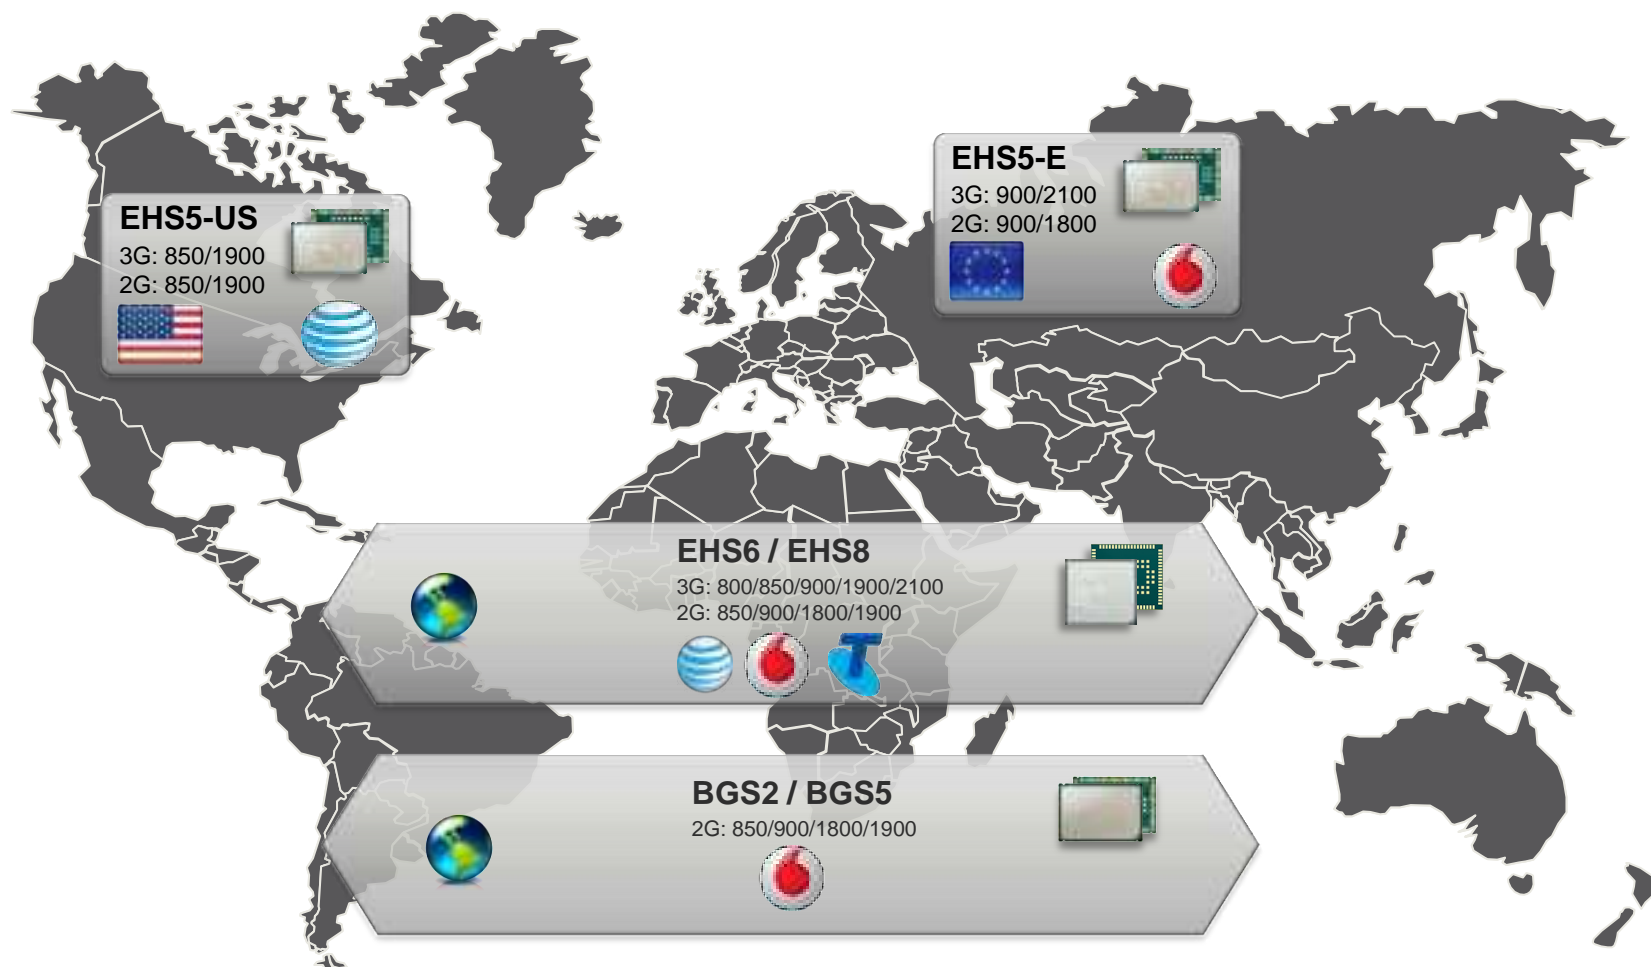 EHS5-US
3G: 850/1900
2G: 850/1900
EHS5-E
3G: 900/2100
2G: 900/1800
EHS6 / EHS8
3G: 800/850/900/1900/2100
2G: 850/900/1800/1900
BGS2 / BGS5
2G: 850/900/1800/1900